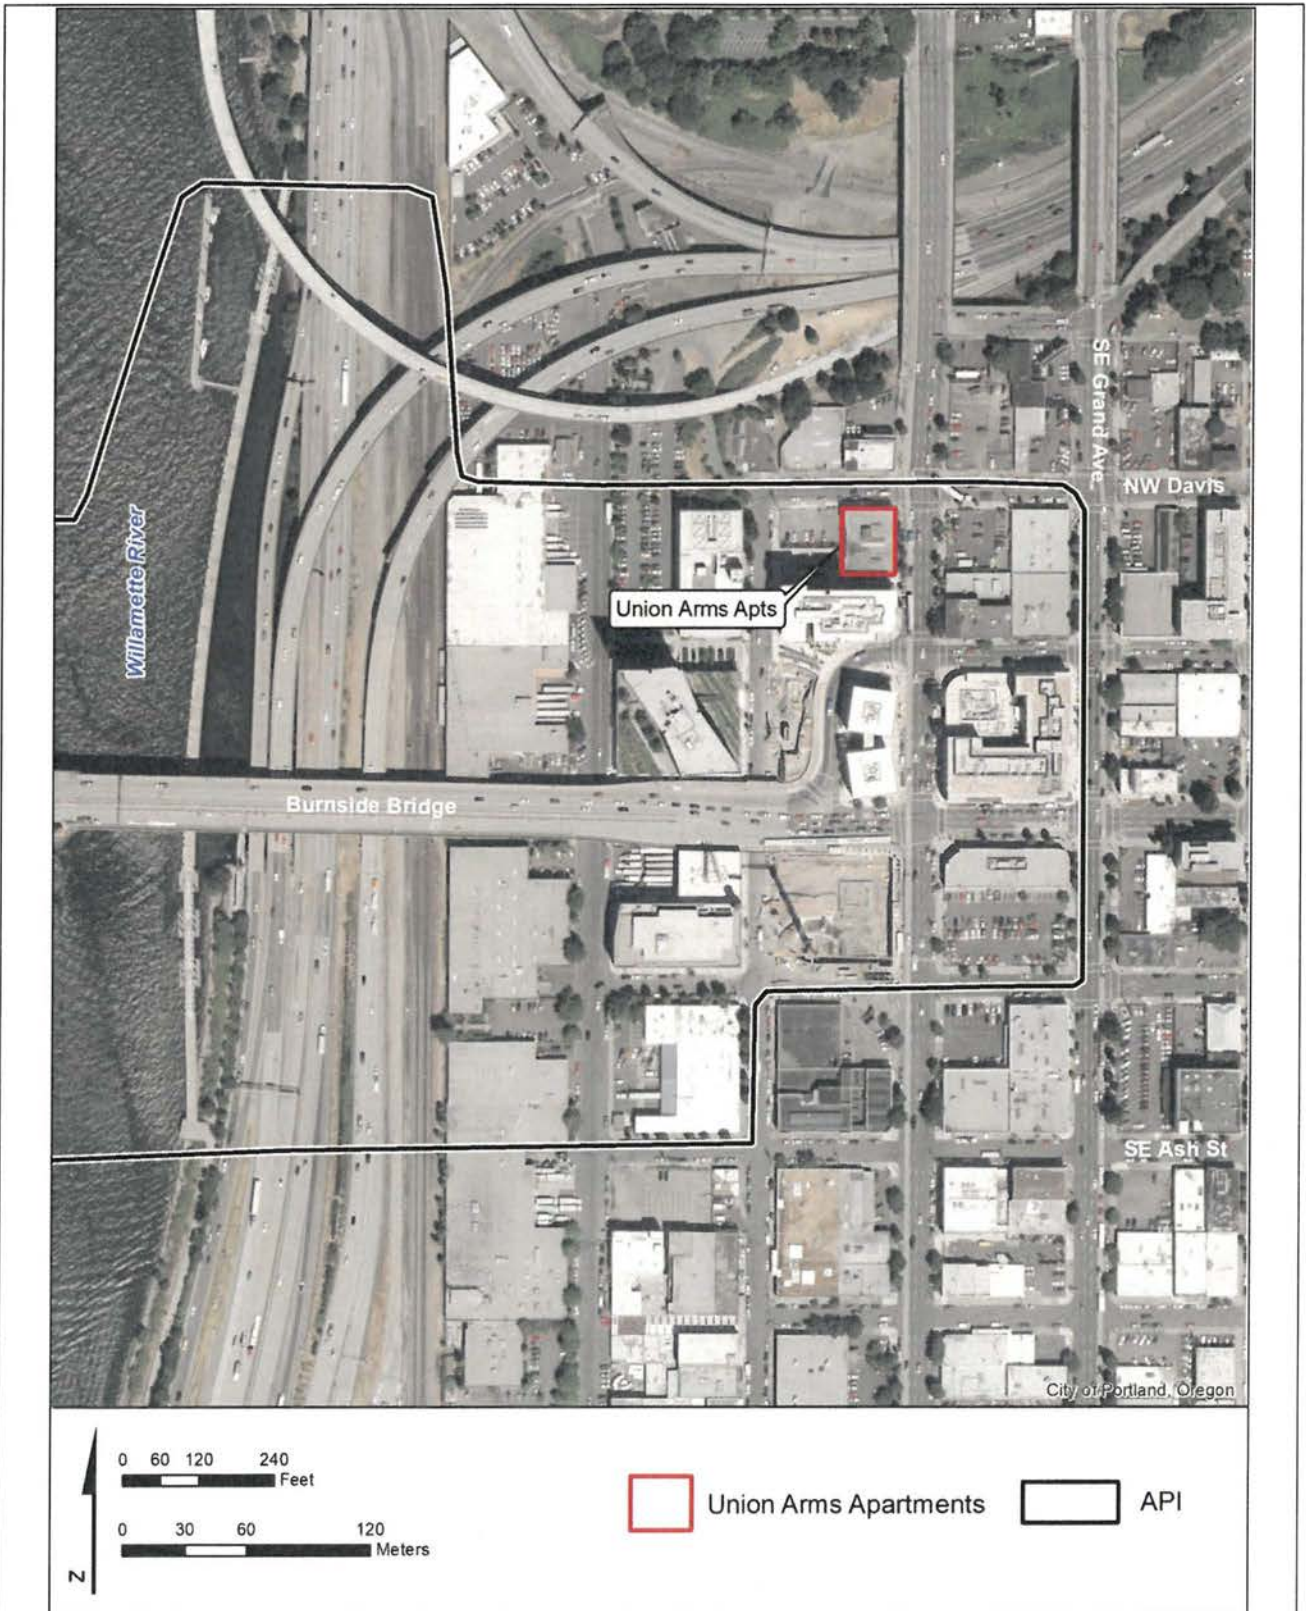 SE Grand Ave.
NW Davis
Willamette River
Union Arms Apts
Burnside Bridge
SE Ash St
City of Portland, Oregon
0 60 120 240
Feet
0 30 60 120
Meters
Z
Union Arms Apartments
API